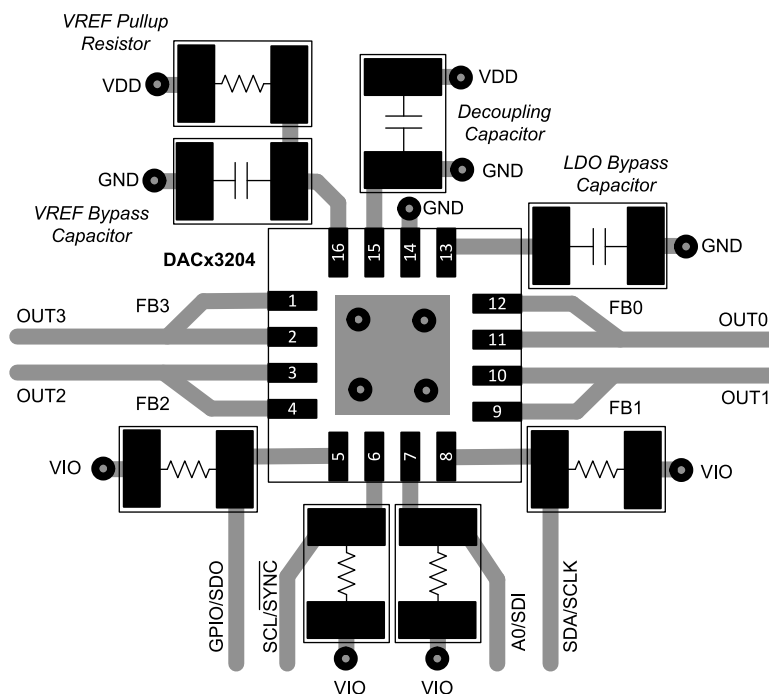 VREF Pullup
Resistor
VDD
VDD
Decoupling
Capacitor
GND
GND
LDO Bypass
Capacitor
VREF Bypass
Capacitor
GND
GND
DACx3204
16
15
14
13
FB3
1
12
FB0
OUT3
2
11
OUT0
3
10
OUT2
FB2
4
9
FB1
OUT1
VIO
5
6
7
8
VIO
GPIO/SDO
SCL/SYNC
A0/SDI
SDA/SCLK
VIO
VIO